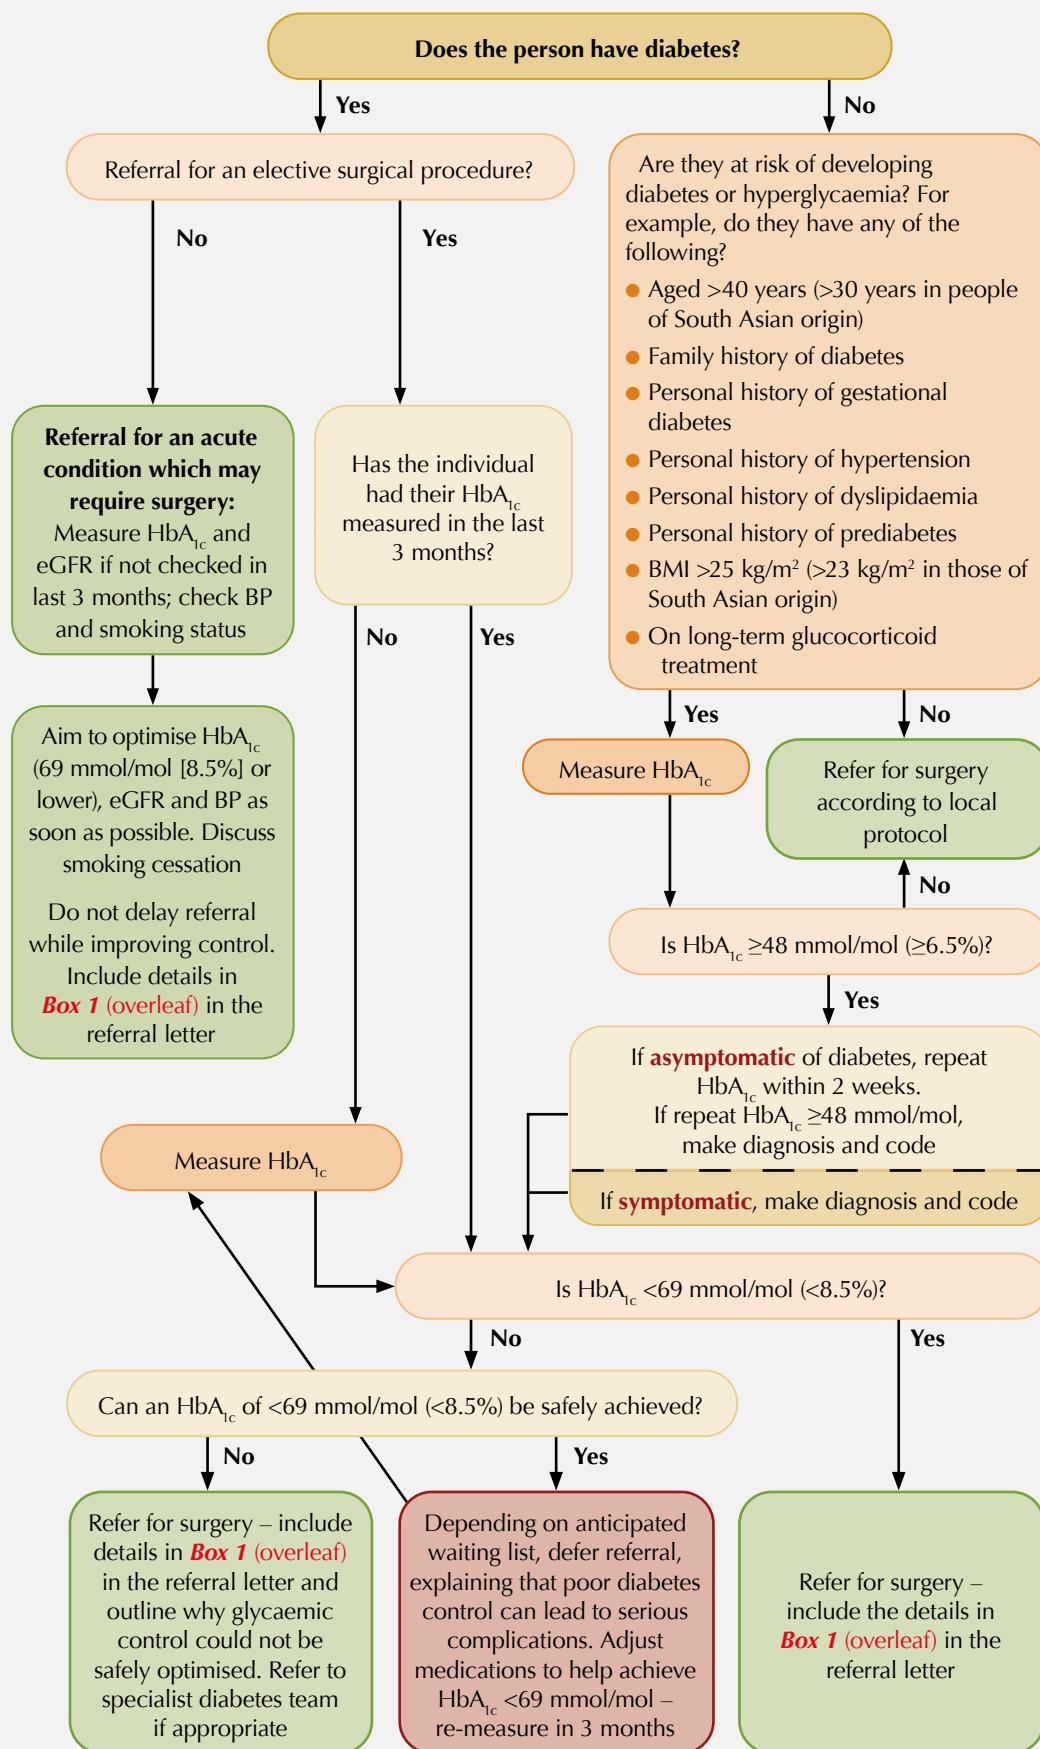 Does the person have diabetes?
Yes
No
Referral for an elective surgical procedure?
No
Yes
Are they at risk of developing
diabetes or hyperglycaemia? For
example, do they have any of the
following?
● Aged >40 years (>30 years in people
of South Asian origin)
● Family history of diabetes
● Personal history of gestational
diabetes
● Personal history of hypertension
● Personal history of dyslipidaemia
● Personal history of prediabetes
● BMI >25 kg/m² (>23 kg/m² in those of
South Asian origin)
● On long-term glucocorticoid
treatment
Referral for an acute
condition which may
require surgery:
Measure HbA1c and
eGFR if not checked in
last 3 months; check BP
and smoking status
Has the individual
had their HbA1c
measured in the last
3 months?
No
Yes
Yes
No
Aim to optimise HbA1c
(69 mmol/mol [8.5%] or
lower), eGFR and BP as
soon as possible. Discuss
smoking cessation
Do not delay referral
while improving control.
Include details in
Box 1 (overleaf) in the
referral letter
Measure HbA1c
Refer for surgery
according to local
protocol
No
Is HbA1c ≥48 mmol/mol (≥6.5%)?
Yes
If asymptomatic of diabetes, repeat
HbA1c within 2 weeks.
If repeat HbA1c ≥48 mmol/mol,
make diagnosis and code
If symptomatic, make diagnosis and code
Measure HbA1c
Is HbA1c <69 mmol/mol (<8.5%)?
No
Yes
Can an HbA1c of <69 mmol/mol (<8.5%) be safely achieved?
No
Yes
Refer for surgery – include
details in Box 1 (overleaf)
in the referral letter and
outline why glycaemic
control could not be
safely optimised. Refer to
specialist diabetes team
if appropriate
Depending on anticipated
waiting list, defer referral,
explaining that poor diabetes
control can lead to serious
complications. Adjust
medications to help achieve
HbA1c <69 mmol/mol –
re-measure in 3 months
Refer for surgery –
include the details in
Box 1 (overleaf) in the
referral letter